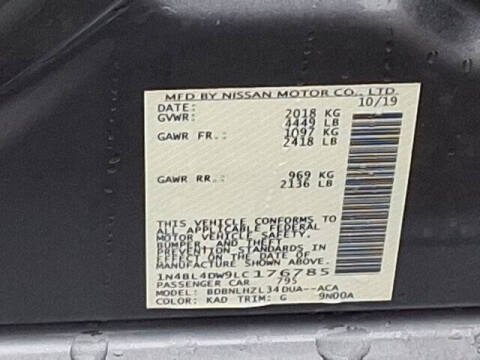 MFD BY NISSAN MOTOR CO., LTD.
DATE: 10/19
GVWR: 2018 KG
4449 LB
GAWR FR.: 1097 KG
2418 LB
GAWR RR.: 969 KG
2136 LB
THIS VEHICLE CONFORMS TO
ALL APPLICABLE FEDERAL
MOTOR VEHICLE SAFETY,
BUMPER, AND THEFT
PREVENTION STANDARDS IN
EFFECT ON THE DATE OF
MANUFACTURE SHOWN ABOVE.
1N4BL4DW9LC176785
PASSENGER CAR 795
MODEL: BDBNLHZL34DUA--ACA
COLOR: KAD TRIM: G 9N00A